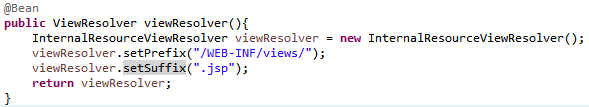 @Bean
public ViewResolver viewResolver(){
InternalResourceViewResolver viewResolver = new InternalResourceViewResolver();
viewResolver.setPrefix("/WEB-INF/views/");
viewResolver.setSuffix(".jsp");
return viewResolver;
}